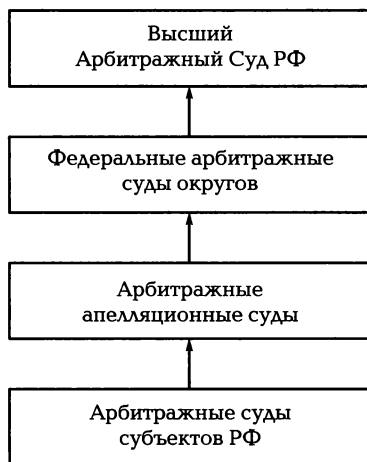 Высший
Арбитражный Суд РФ
Федеральные арбитражные
суды округов
Арбитражные
апелляционные суды
Арбитражные суды
субъектов РФ